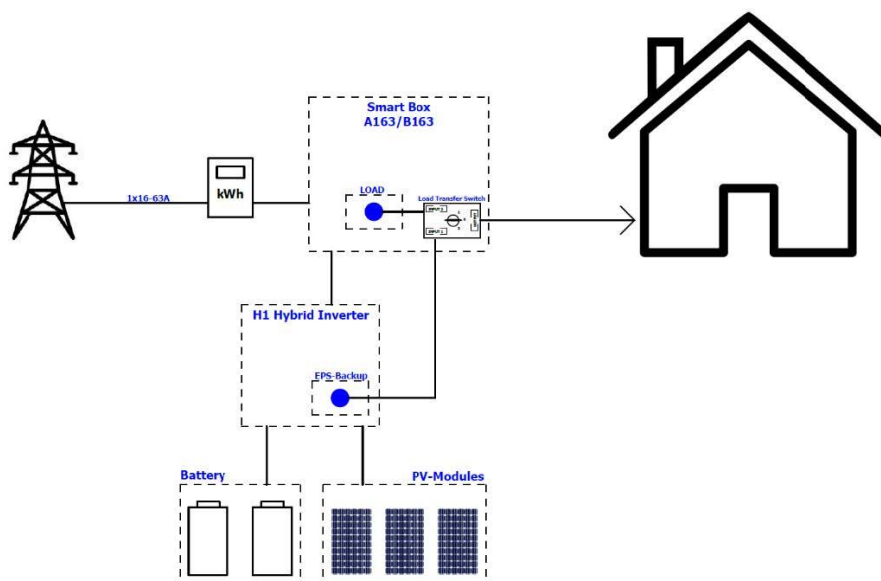 Smart Box
A163/B163
LOAD
Load Transfer Switch
1x16-63A
kWh
H1 Hybrid Inverter
EPS-Backup
Battery
PV-Modules